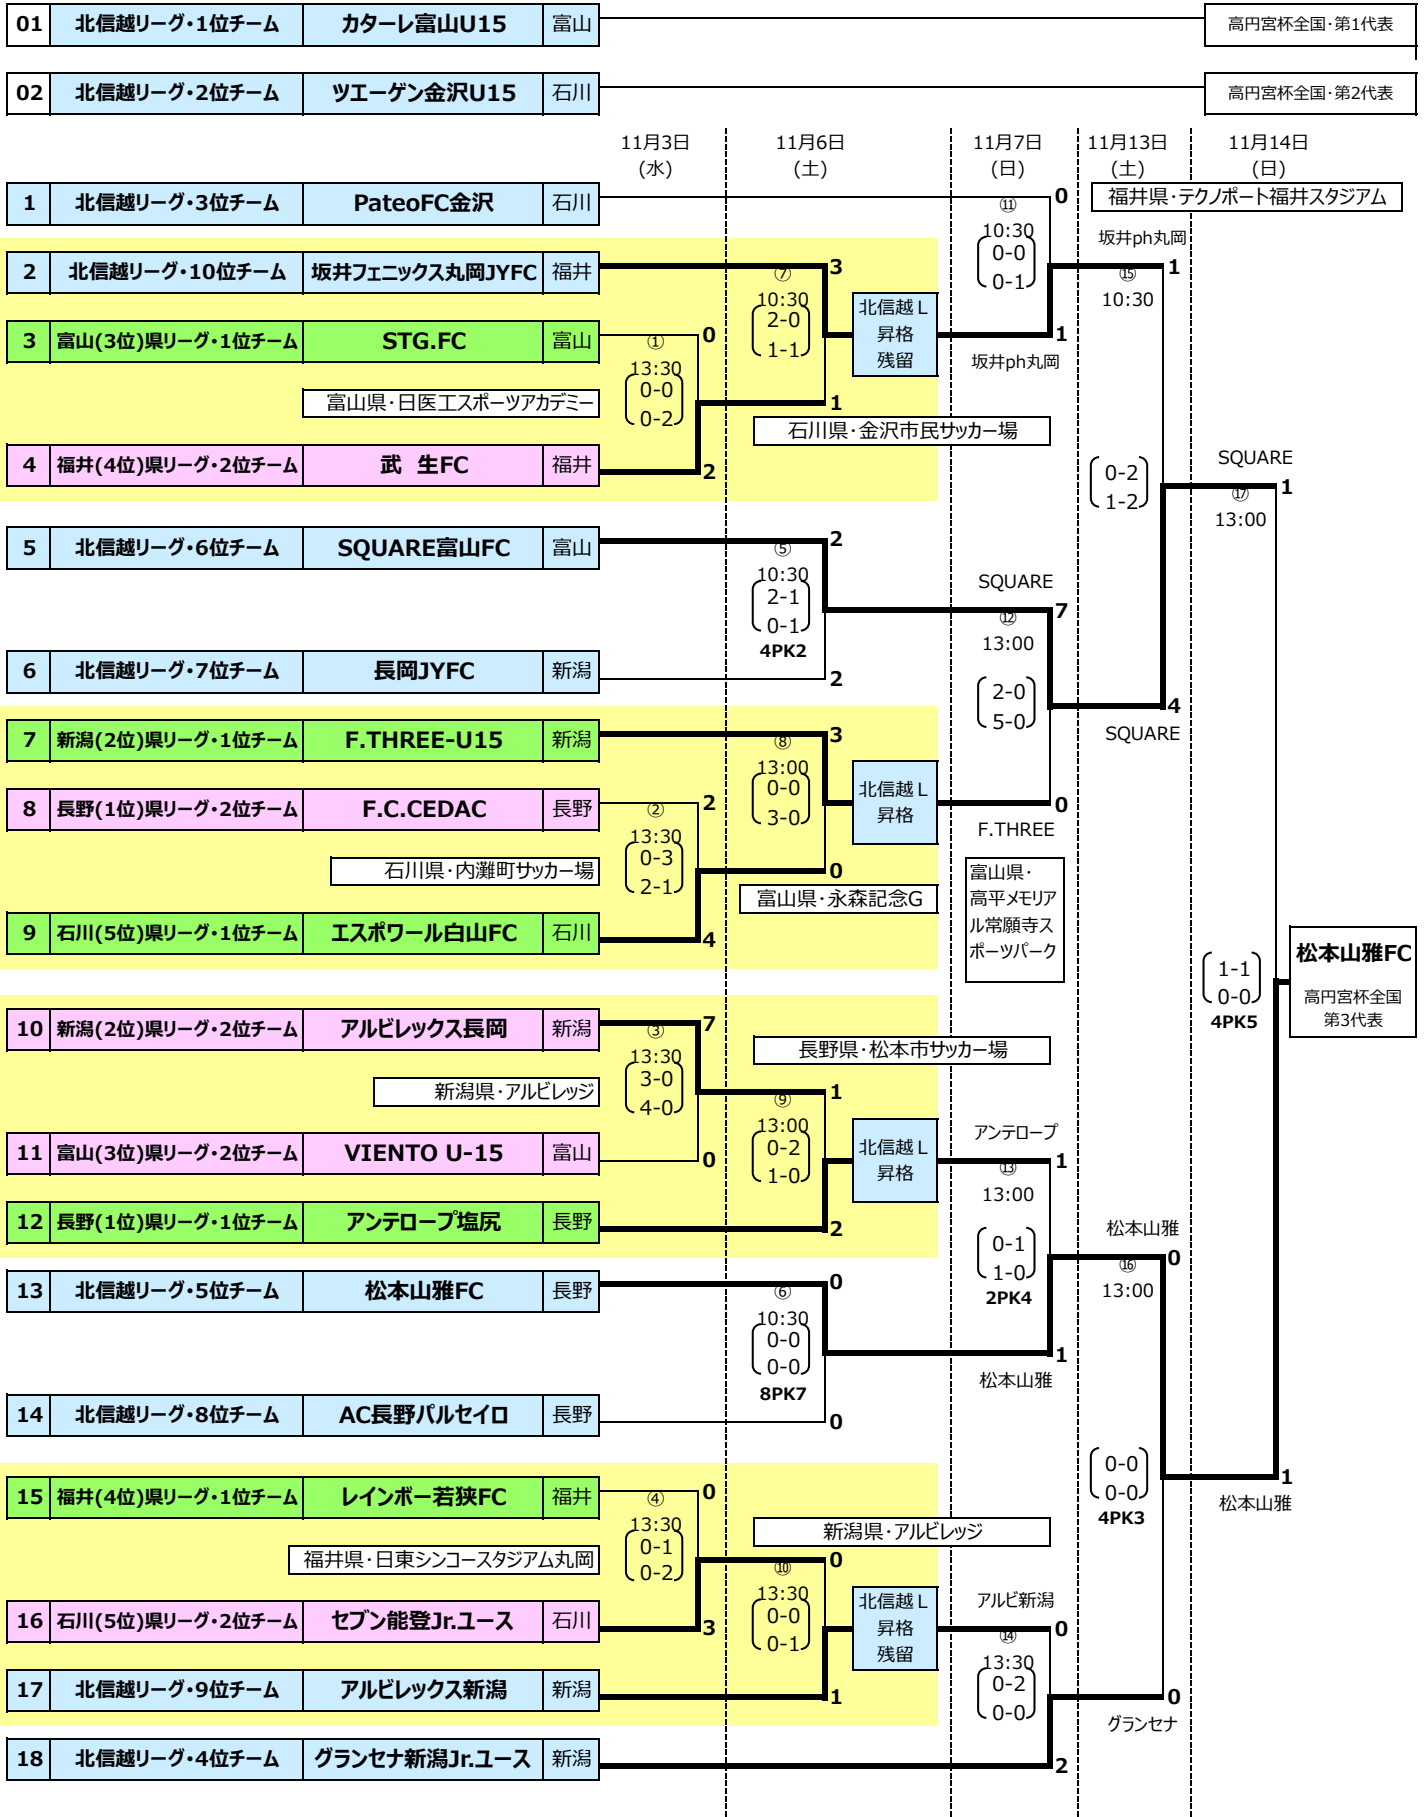 01 北信越リーグ・1位チーム カターレ富山U15 富山 高円宮杯全国・第1代表
02 北信越リーグ・2位チーム ツエーゲン金沢U15 石川 高円宮杯全国・第2代表
11月3日 11月6日 11月7日 11月13日 11月14日
(水) (土) (日) (土) (日)
1 北信越リーグ・3位チーム PateoFC金沢 石川 0 福井県・テクノポート福井スタジアム
⑪
10:30
0-0
0-1
坂井ph丸岡
2 北信越リーグ・10位チーム 坂井フェニックス丸岡JYFC 福井 3 1
⑦
10:30
2-0
1-1
⑮
10:30
北信越L
昇格
残留
3 富山(3位)県リーグ・1位チーム STG.FC 富山 0 1
①
13:30
0-0
0-2
坂井ph丸岡
富山県・日医工スポーツアカデミー 1
石川県・金沢市民サッカー場
4 福井(4位)県リーグ・2位チーム 武 生FC 福井 2
0-2
1-2
SQUARE
1
⑰
13:00
5 北信越リーグ・6位チーム SQUARE富山FC 富山 2
⑤
10:30
2-1
0-1
4PK2
SQUARE
7
⑫
13:00
2-0
5-0
6 北信越リーグ・7位チーム 長岡JYFC 新潟 2
4
SQUARE
7 新潟(2位)県リーグ・1位チーム F.THREE-U15 新潟 3
⑧
13:00
0-0
3-0
北信越L
昇格
8 長野(1位)県リーグ・2位チーム F.C.CEDAC 長野 2 0
②
13:30
0-3
2-1
F.THREE
石川県・内灘町サッカー場 0
富山県・永森記念G
富山県・
高平メモリア
ル常願寺ス
ポーツパーク
9 石川(5位)県リーグ・1位チーム エスポワール白山FC 石川 4
1-1
0-0
4PK5
松本山雅FC
高円宮杯全国
第3代表
10 新潟(2位)県リーグ・2位チーム アルビレックス長岡 新潟 7
③
13:30
3-0
4-0
長野県・松本市サッカー場
新潟県・アルビレッジ 1
⑨
13:00
0-2
1-0
北信越L
昇格
アンテロープ
11 富山(3位)県リーグ・2位チーム VIENTO U-15 富山 0 1
⑬
13:00
0-1
1-0
2PK4
12 長野(1位)県リーグ・1位チーム アンテロープ塩尻 長野 2
松本山雅
0
⑯
13:00
13 北信越リーグ・5位チーム 松本山雅FC 長野 0
⑥
10:30
0-0
0-0
8PK7
1
松本山雅
14 北信越リーグ・8位チーム AC長野パルセイロ 長野 0
0-0
0-0
4PK3
1
松本山雅
15 福井(4位)県リーグ・1位チーム レインボー若狭FC 福井 0
④
13:30
0-1
0-2
新潟県・アルビレッジ
福井県・日東シンコースタジアム丸岡 0
⑩
13:30
0-0
0-1
北信越L
昇格
残留
アルビ新潟
16 石川(5位)県リーグ・2位チーム セブン能登Jr.ユース 石川 3 0
⑭
13:30
0-2
0-0
17 北信越リーグ・9位チーム アルビレックス新潟 新潟 1 0
グランセナ
18 北信越リーグ・4位チーム グランセナ新潟Jr.ユース 新潟 2